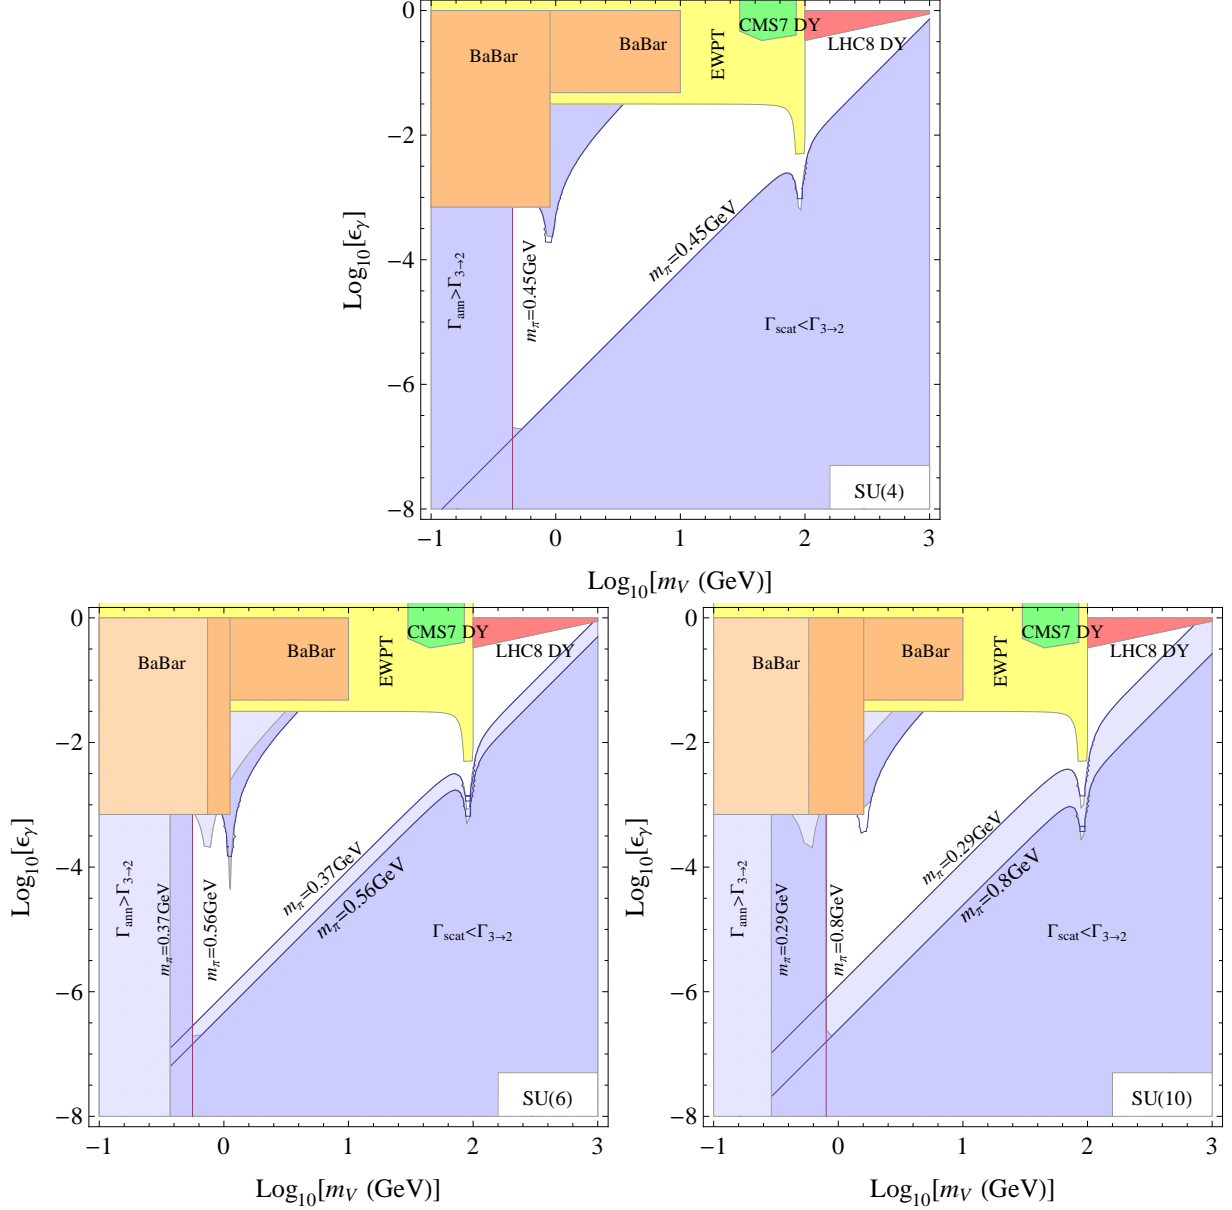 0
−2
−4
−6
−8
Log₁₀[ϵγ]
BaBar
BaBar
EWPT
CMS7 DY
LHC8 DY
Γann>Γ3→2
mπ=0.45GeV
mπ=0.45GeV
Γscat<Γ3→2
SU(4)
−1 0 1 2 3
Log₁₀[mV (GeV)]
0
−2
−4
−6
−8
Log₁₀[ϵγ]
BaBar
BaBar
EWPT
CMS7 DY
LHC8 DY
Γann>Γ3→2
mπ=0.37GeV
mπ=0.56GeV
mπ=0.37GeV
mπ=0.56GeV
Γscat<Γ3→2
SU(6)
−1 0 1 2 3
Log₁₀[mV (GeV)]
0
−2
−4
−6
−8
Log₁₀[ϵγ]
BaBar
BaBar
EWPT
CMS7 DY
LHC8 DY
Γann>Γ3→2
mπ=0.29GeV
mπ=0.8GeV
mπ=0.29GeV
mπ=0.8GeV
Γscat<Γ3→2
SU(10)
−1 0 1 2 3
Log₁₀[mV (GeV)]